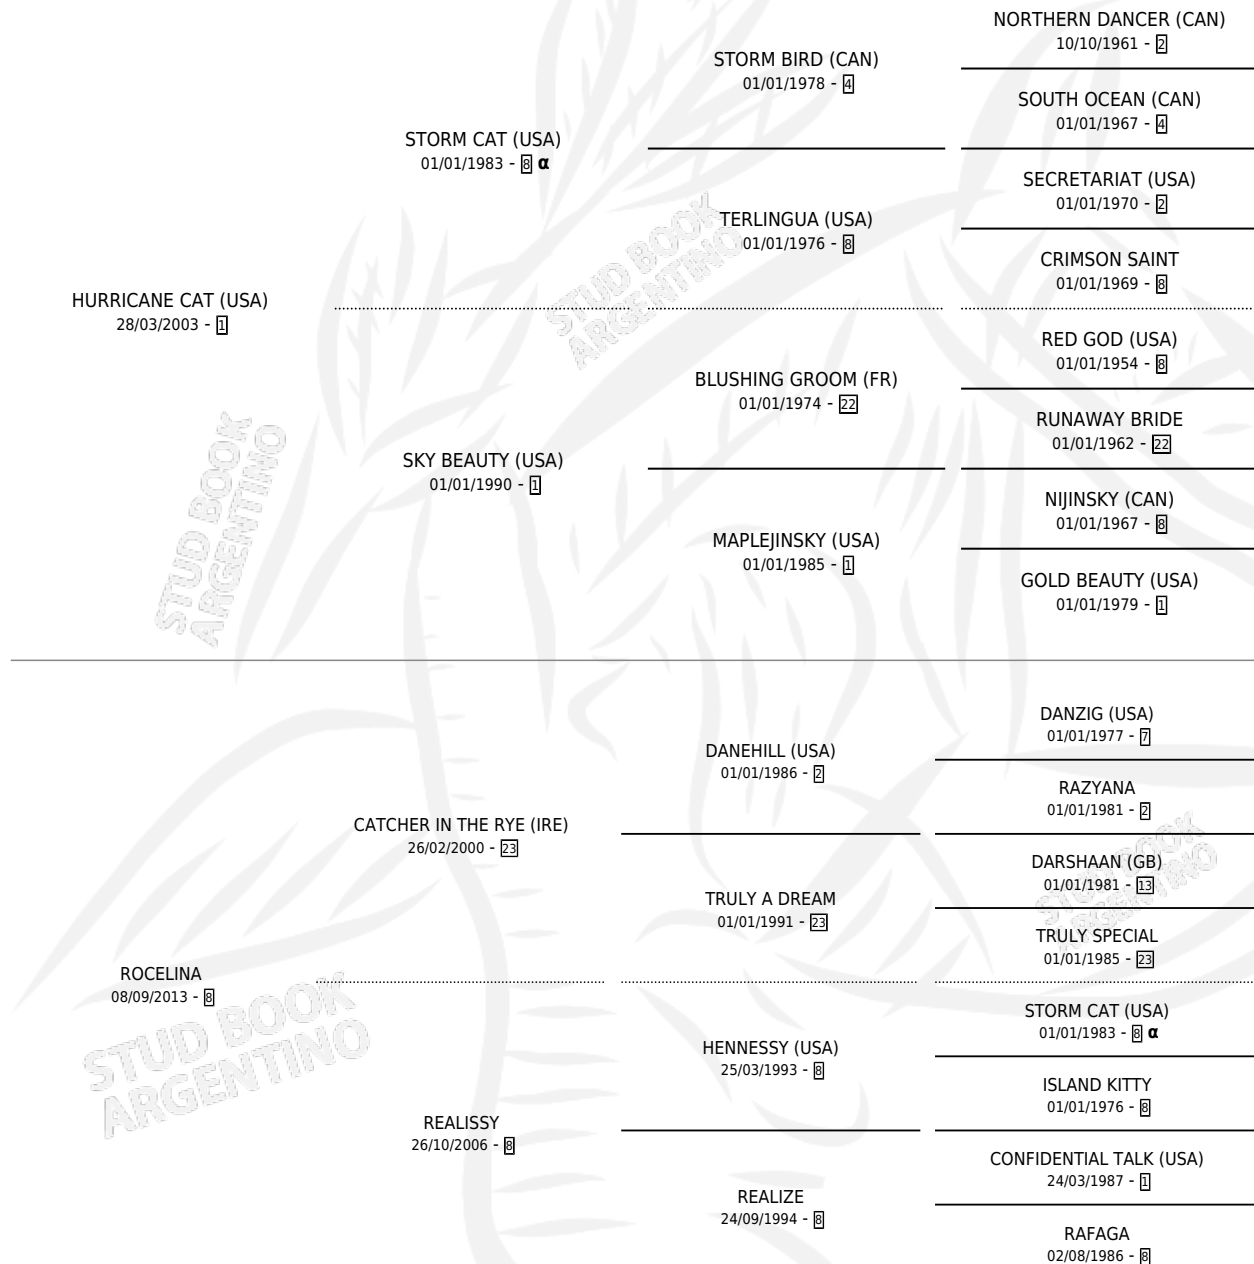 NORTHERN DANCER (CAN)
10/10/1961 - 2
STORM BIRD (CAN)
01/01/1978 - 4
SOUTH OCEAN (CAN)
01/01/1967 - 4
STORM CAT (USA)
01/01/1983 - 8 α
SECRETARIAT (USA)
01/01/1970 - 2
TERLINGUA (USA)
01/01/1976 - 8
CRIMSON SAINT
01/01/1969 - 8
HURRICANE CAT (USA)
28/03/2003 - 1
RED GOD (USA)
01/01/1954 - 8
BLUSHING GROOM (FR)
01/01/1974 - 22
RUNAWAY BRIDE
01/01/1962 - 22
SKY BEAUTY (USA)
01/01/1990 - 1
NIJINSKY (CAN)
01/01/1967 - 8
MAPLEJINSKY (USA)
01/01/1985 - 1
GOLD BEAUTY (USA)
01/01/1979 - 1
DANZIG (USA)
01/01/1977 - 7
DANEHILL (USA)
01/01/1986 - 2
RAZYANA
01/01/1981 - 2
CATCHER IN THE RYE (IRE)
26/02/2000 - 23
DARSHAAN (GB)
01/01/1981 - 13
TRULY A DREAM
01/01/1991 - 23
TRULY SPECIAL
01/01/1985 - 23
ROCELINA
08/09/2013 - 8
STORM CAT (USA)
01/01/1983 - 8 α
HENNESSY (USA)
25/03/1993 - 8
ISLAND KITTY
01/01/1976 - 8
REALISSY
26/10/2006 - 8
CONFIDENTIAL TALK (USA)
24/03/1987 - 1
REALIZE
24/09/1994 - 8
RAFAGA
02/08/1986 - 8
STUD BOOK
ARGENTINO
STUD BOOK
ARGENTINO
STUD BOOK
ARGENTINO
STUD BOOK
ARGENTINO